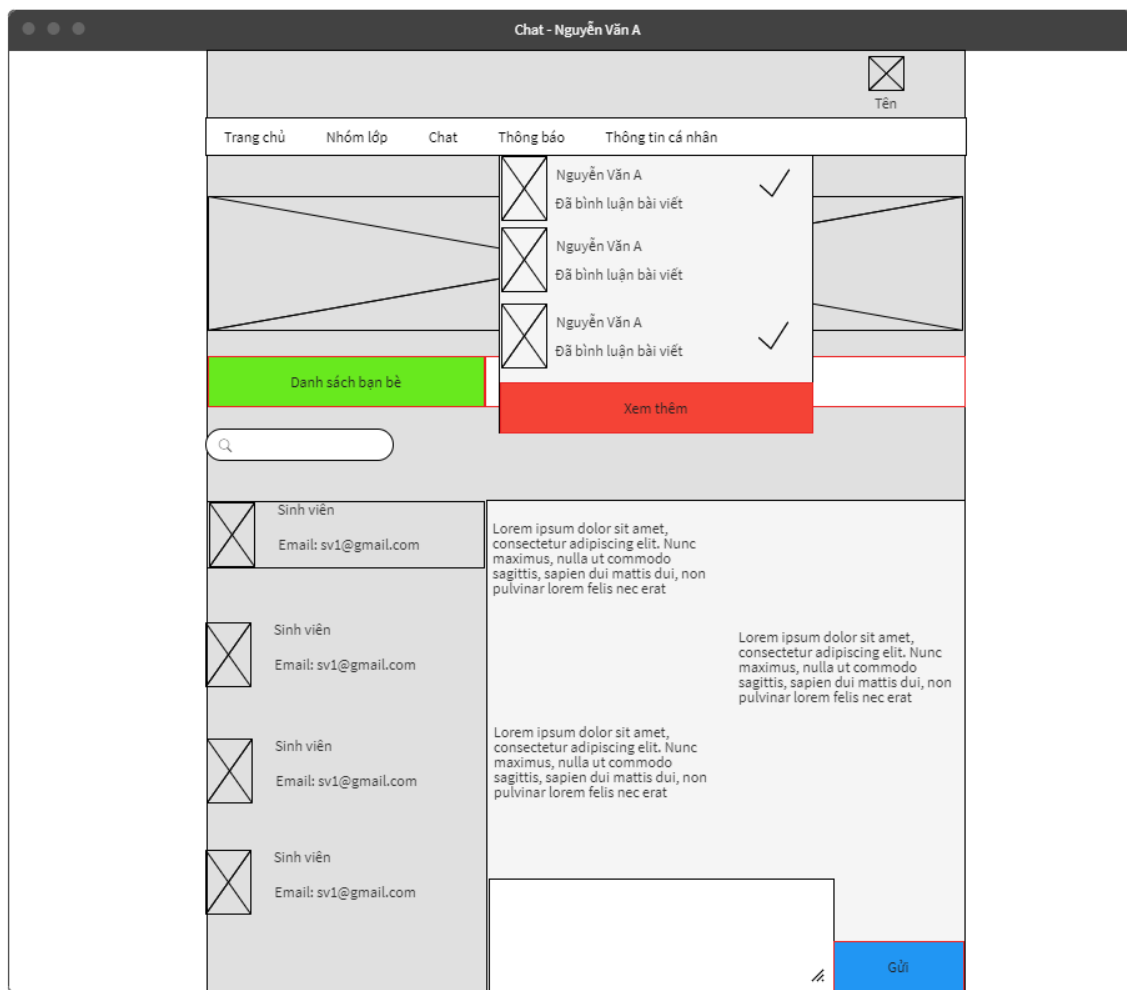 Chat - Nguyễn Văn A
Tên
Trang chủ Nhóm lớp Chat Thông báo Thông tin cá nhân
Nguyễn Văn A
Đã bình luận bài viết
Nguyễn Văn A
Đã bình luận bài viết
Nguyễn Văn A
Đã bình luận bài viết
Xem thêm
Danh sách bạn bè
Sinh viên
Email: sv1@gmail.com
Sinh viên
Email: sv1@gmail.com
Sinh viên
Email: sv1@gmail.com
Sinh viên
Email: sv1@gmail.com
Lorem ipsum dolor sit amet,
consectetur adipiscing elit. Nunc
maximus, nulla ut commodo
sagittis, sapien dui mattis dui, non
pulvinar lorem felis nec erat
Lorem ipsum dolor sit amet,
consectetur adipiscing elit. Nunc
maximus, nulla ut commodo
sagittis, sapien dui mattis dui, non
pulvinar lorem felis nec erat
Lorem ipsum dolor sit amet,
consectetur adipiscing elit. Nunc
maximus, nulla ut commodo
sagittis, sapien dui mattis dui, non
pulvinar lorem felis nec erat
Gửi